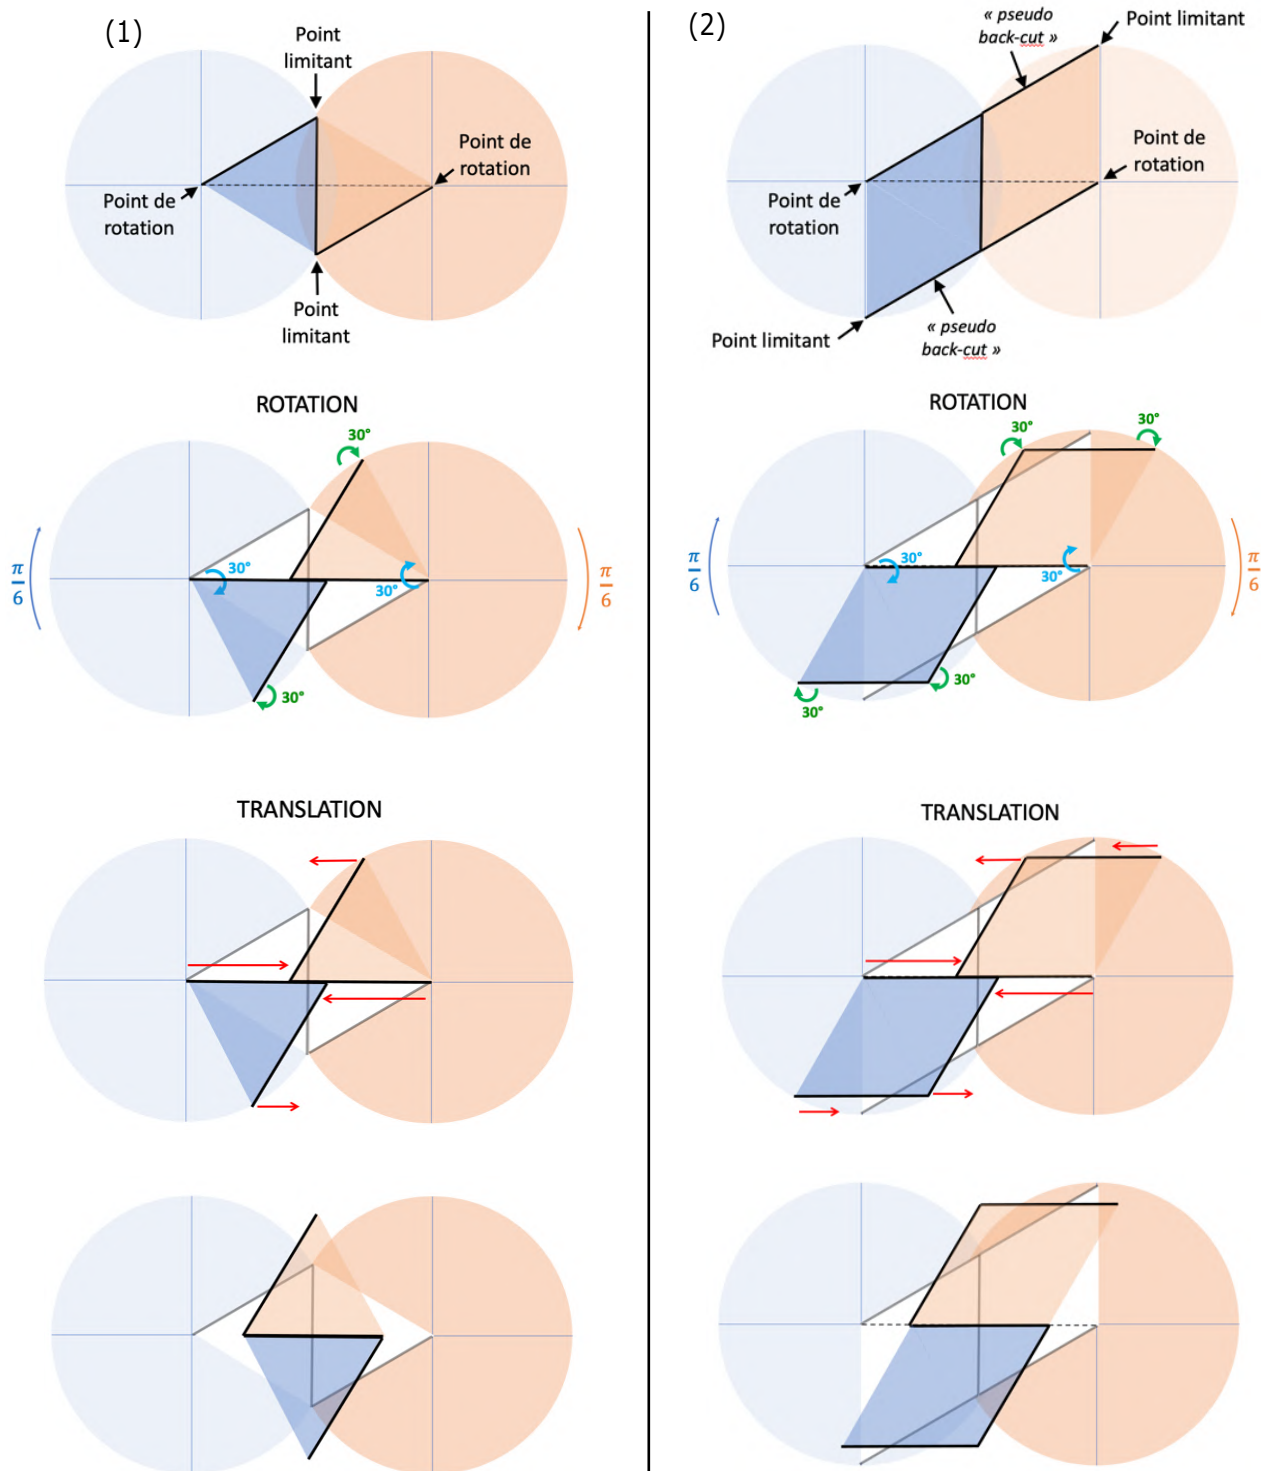 (1)
Point
limitant
Point de
rotation
Point de
rotation
Point
limitant
ROTATION
30°
π
6
30°
30°
π
6
30°
TRANSLATION
(2)
« pseudo
back-cut »
Point limitant
Point de
rotation
Point de
rotation
Point limitant
« pseudo
back-cut »
ROTATION
30°
30°
π
6
30°
30°
π
6
30°
30°
TRANSLATION